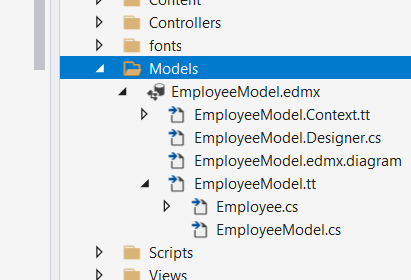 Content
Controllers
fonts
Models
EmployeeModel.edmx
EmployeeModel.Context.tt
EmployeeModel.Designer.cs
EmployeeModel.edmx.diagram
EmployeeModel.tt
Employee.cs
EmployeeModel.cs
Scripts
Views